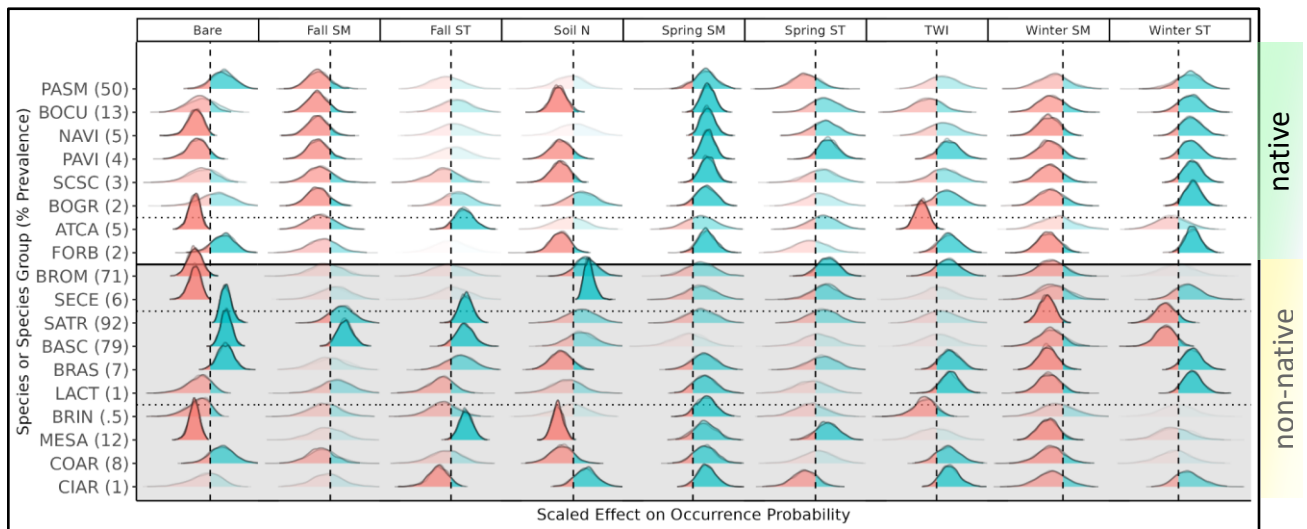 Bare Fall SM Fall ST Soil N Spring SM Spring ST TWI Winter SM Winter ST
Species or Species Group (% Prevalence)
PASM (50)
BOCU (13)
NAVI (5)
PAVI (4)
SCSC (3)
BOGR (2)
ATCA (5)
FORB (2)
BROM (71)
SECE (6)
SATR (92)
BASC (79)
BRAS (7)
LACT (1)
BRIN (.5)
MESA (12)
COAR (8)
CIAR (1)
native
non-native
Scaled Effect on Occurrence Probability